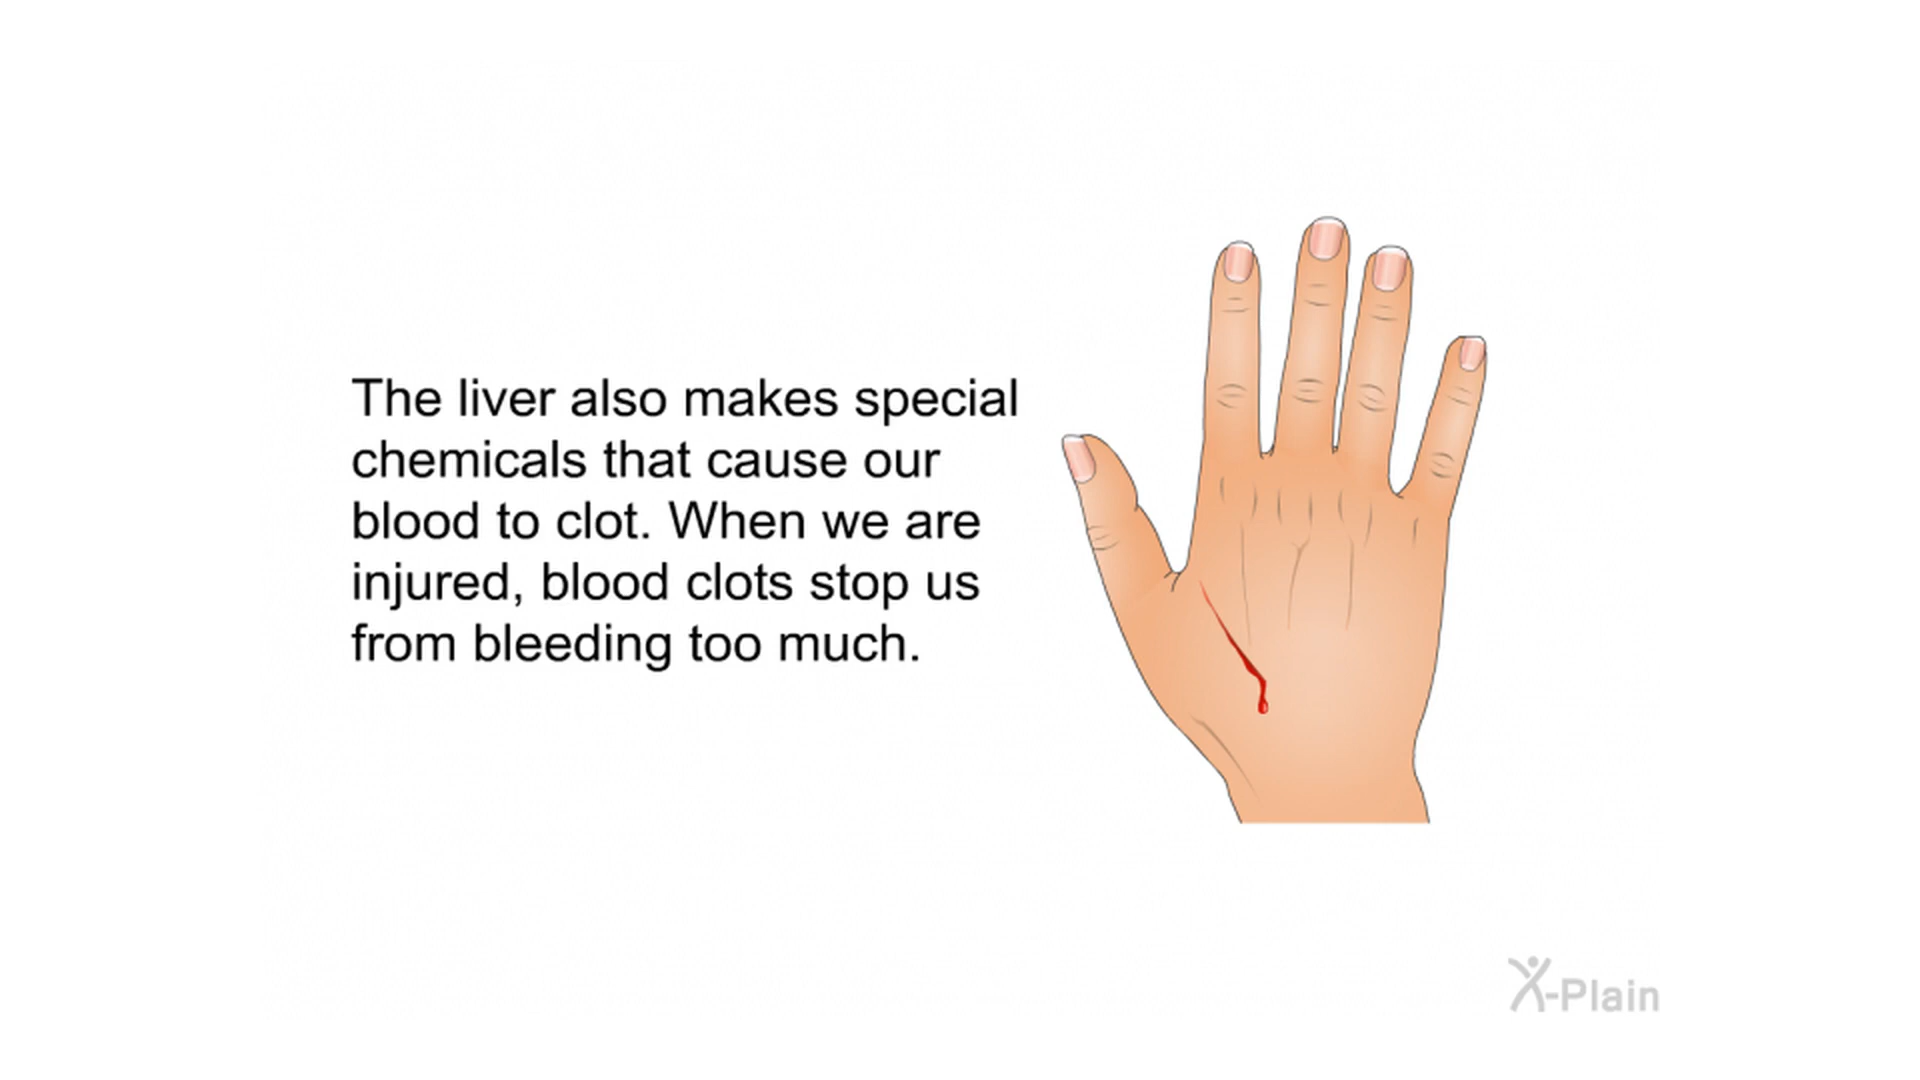 The liver also makes special
chemicals that cause our
blood to clot. When we are
injured, blood clots stop us
from bleeding too much.
X-Plain